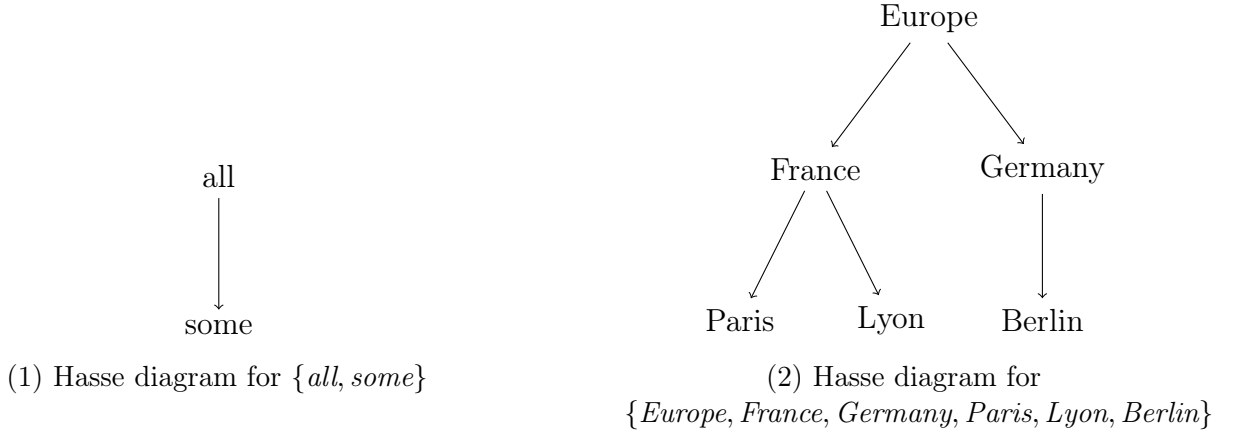 all
some
(1) Hasse diagram for {all, some}
Europe
France Germany
Paris Lyon Berlin
(2) Hasse diagram for
{Europe, France, Germany, Paris, Lyon, Berlin}